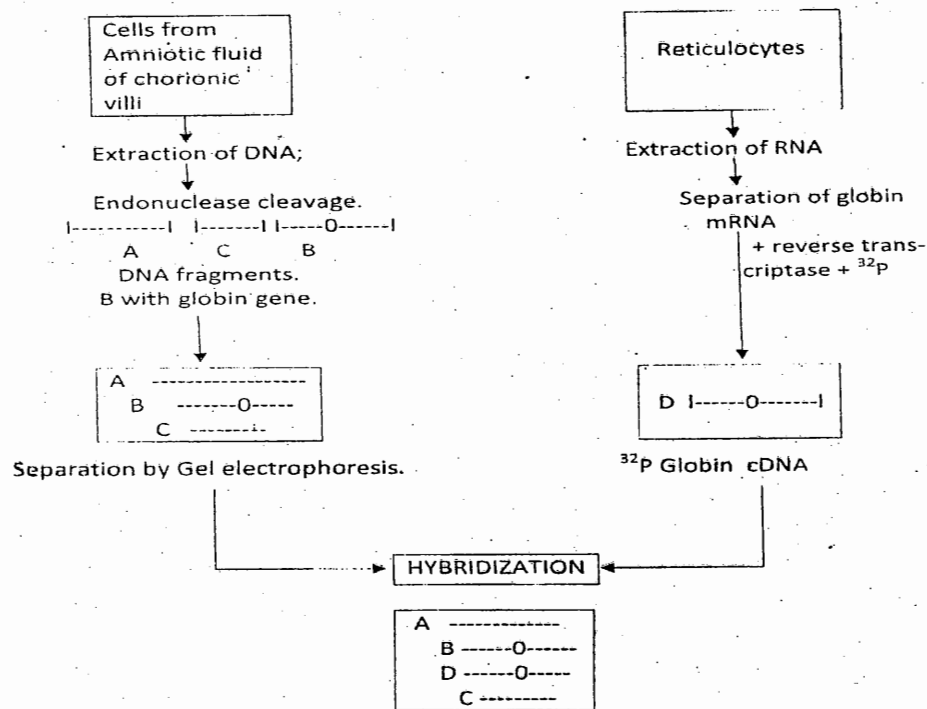 Cells from
Amniotic fluid
of chorionic
villi
Extraction of DNA;
Endonuclease cleavage.
I-----------I I-------I I-----O------I
A C B
DNA fragments.
B with globin gene.
A ------------------
B -------O-----
C ---------
Separation by Gel electrophoresis.
Reticulocytes
Extraction of RNA
Separation of globin
mRNA
+ reverse trans-
criptase + ³²P
D I------O-------I
³²P Globin cDNA
HYBRIDIZATION
A -------------
B ------O------
D ------O------
C ---------